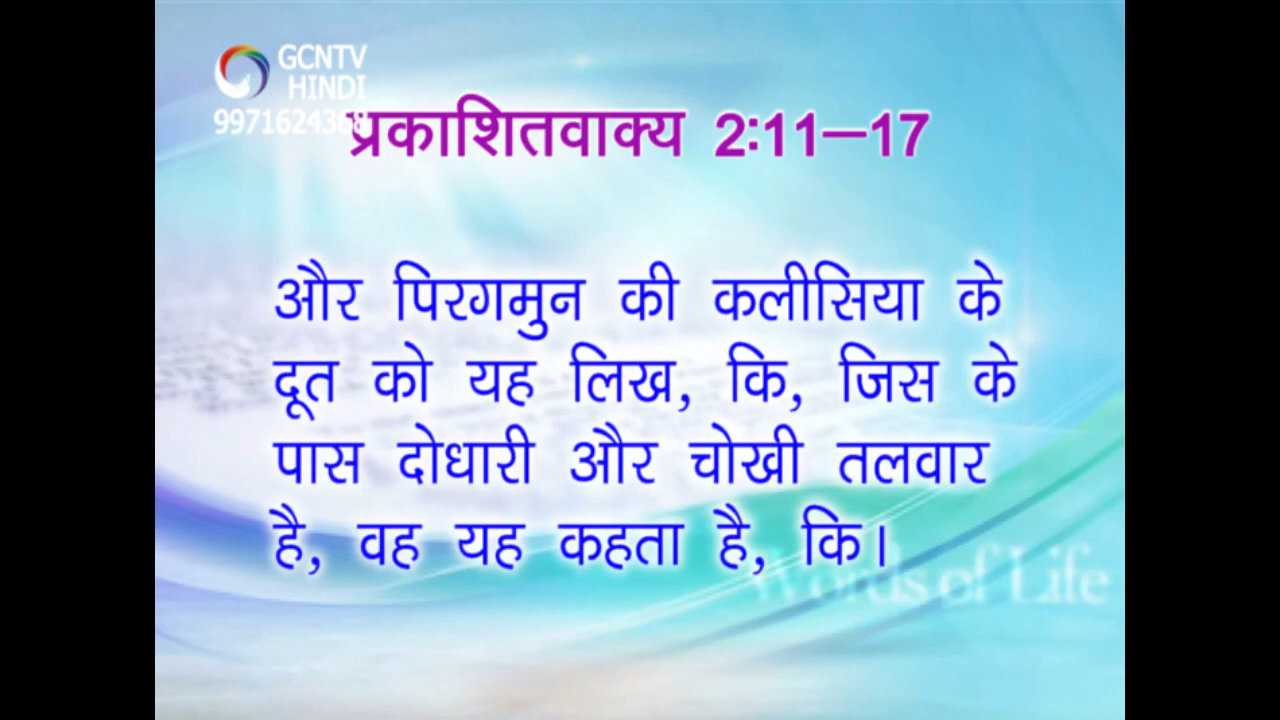 GCNTV
HINDI
9971624368
प्रकाशितवाक्य 2:11–17
और पिरगमुन की कलीसिया के
दूत को यह लिख, कि, जिस के
पास दोधारी और चोखी तलवार
है, वह यह कहता है, कि।
Words of Life